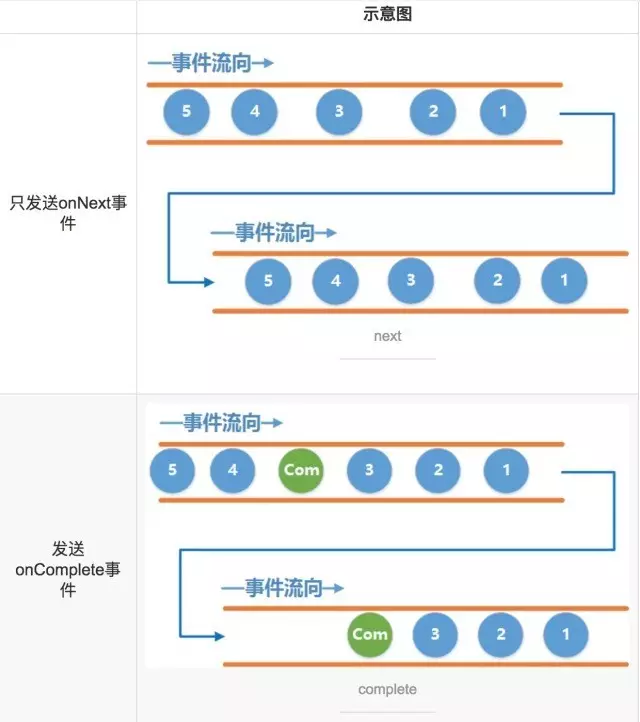 示意图
只发送onNext事
件
—事件流向→
5 4 3 2 1
—事件流向→
5 4 3 2 1
next
发送
onComplete事
件
—事件流向→
5 4 Com 3 2 1
—事件流向→
Com 3 2 1
complete